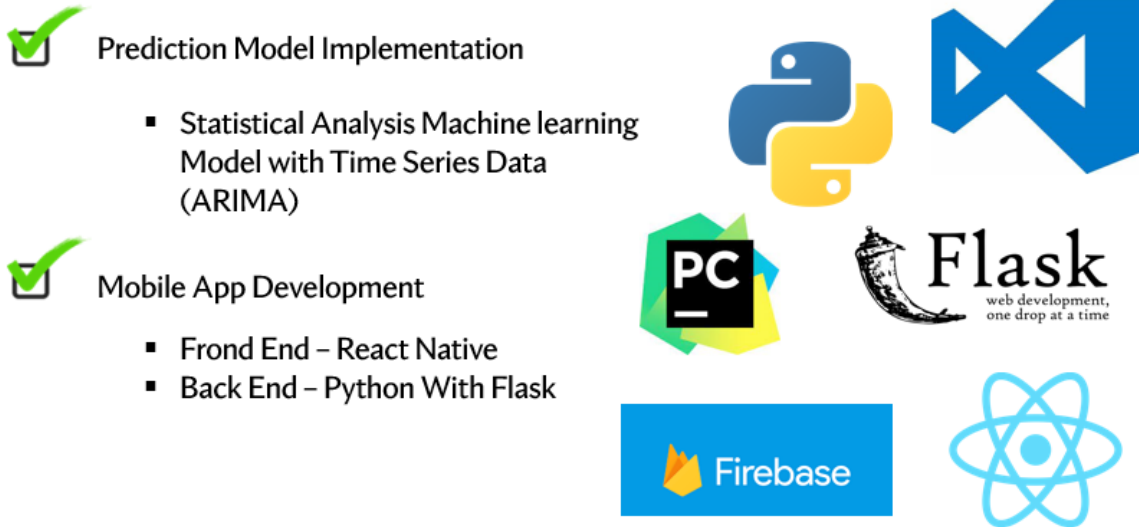 Prediction Model Implementation
▪ Statistical Analysis Machine learning
Model with Time Series Data
(ARIMA)
Mobile App Development
▪ Frond End – React Native
▪ Back End – Python With Flask
PC
Flask
web development,
one drop at a time
Firebase